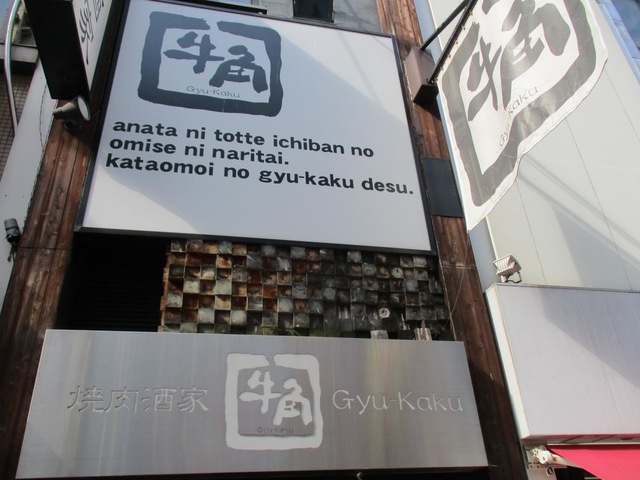 牛角
Gyu-Kaku
anata ni totte ichiban no
omise ni naritai.
kataomoi no gyu-kaku desu.
牛角
Gyu-Kaku
焼肉酒家
牛角
Gyu-Kaku
Gyu-Kaku